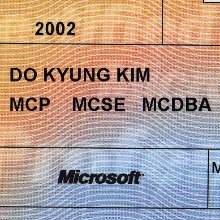 2002
DO KYUNG KIM
MCP MCSE MCDBA
Microsoft
M